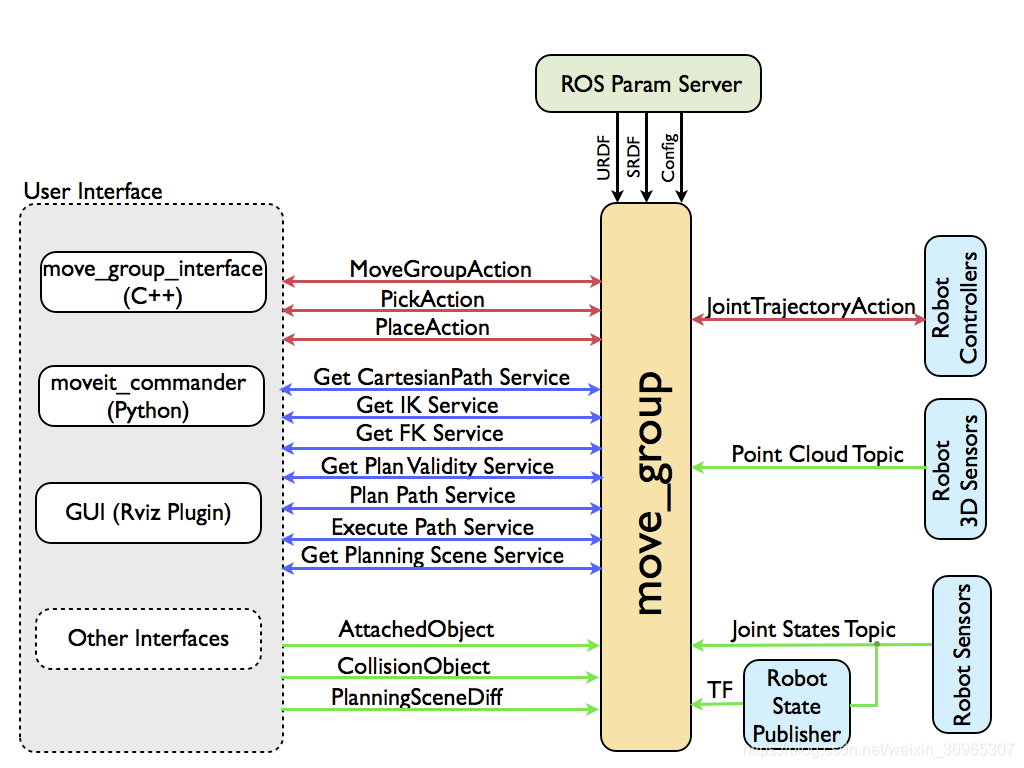 ROS Param Server
URDF
SRDF
Config
User Interface
move_group_interface
(C++)
moveit_commander
(Python)
GUI (Rviz Plugin)
Other Interfaces
MoveGroupAction
PickAction
PlaceAction
Get CartesianPath Service
Get IK Service
Get FK Service
Get Plan Validity Service
Plan Path Service
Execute Path Service
Get Planning Scene Service
AttachedObject
CollisionObject
PlanningSceneDiff
move_group
JointTrajectoryAction
Robot
Controllers
Point Cloud Topic
Robot
3D Sensors
Joint States Topic
Robot Sensors
TF
Robot
State
Publisher
https://blog.csdn.net/weixin_36965307